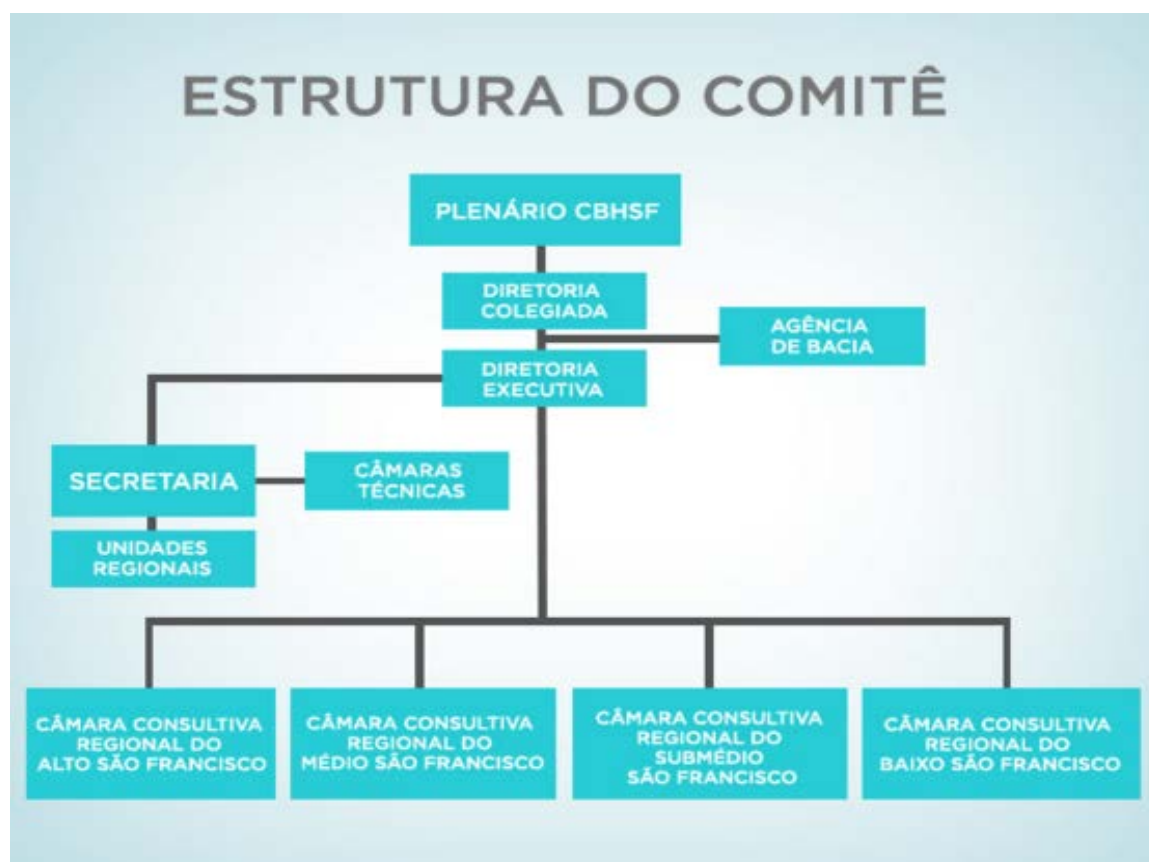 ESTRUTURA DO COMITÊ
PLENÁRIO CBHSF
DIRETORIA
COLEGIADA
AGÊNCIA
DE BACIA
DIRETORIA
EXECUTIVA
SECRETARIA
CÂMARAS
TÉCNICAS
UNIDADES
REGIONAIS
CÂMARA CONSULTIVA
REGIONAL DO
ALTO SÃO FRANCISCO
CÂMARA CONSULTIVA
REGIONAL DO
MÉDIO SÃO FRANCISCO
CÂMARA CONSULTIVA
REGIONAL DO
SUBMÉDIO
SÃO FRANCISCO
CÂMARA CONSULTIVA
REGIONAL DO
BAIXO SÃO FRANCISCO